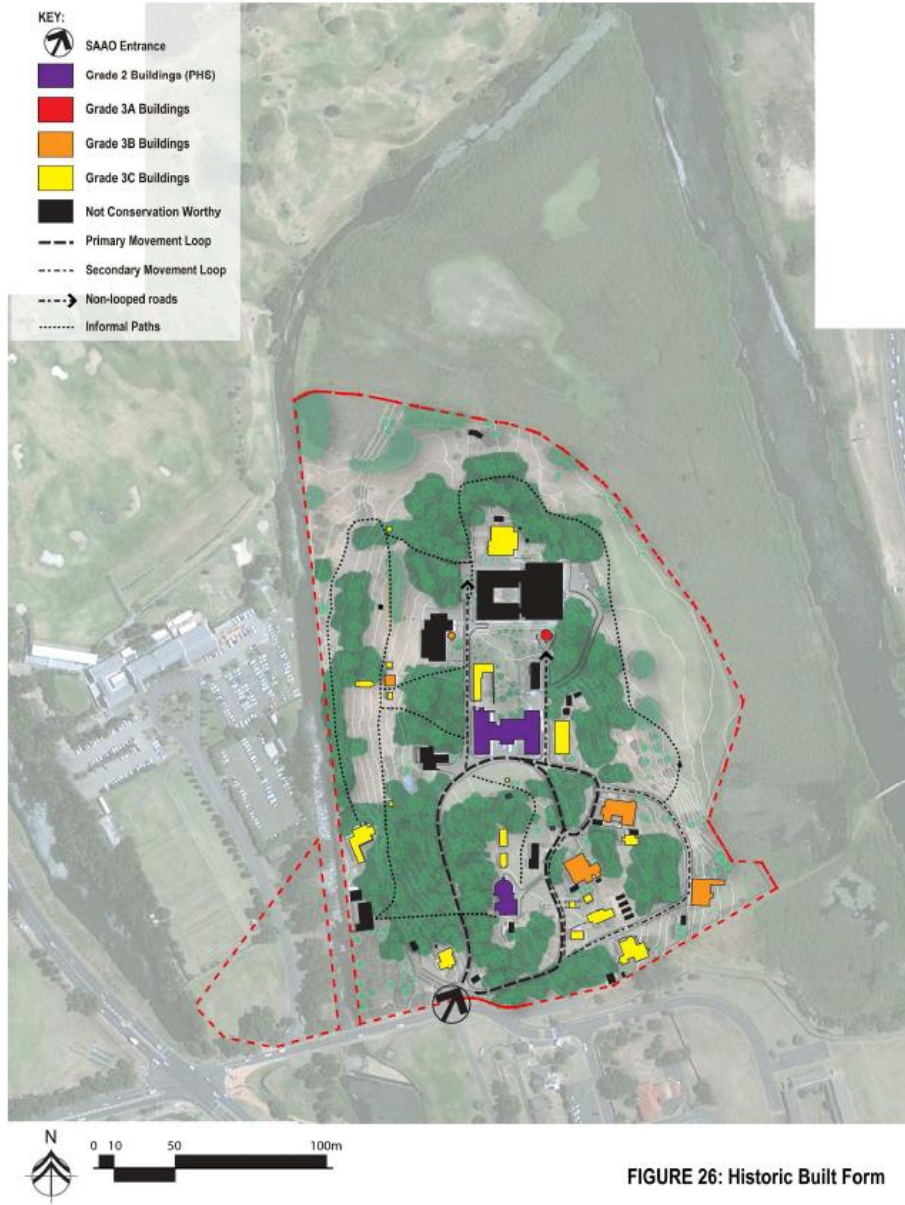 KEY:
SAAO Entrance
Grade 2 Buildings (PHS)
Grade 3A Buildings
Grade 3B Buildings
Grade 3C Buildings
Not Conservation Worthy
Primary Movement Loop
Secondary Movement Loop
Non-looped roads
Informal Paths
N
0 10 50 100m
FIGURE 26: Historic Built Form